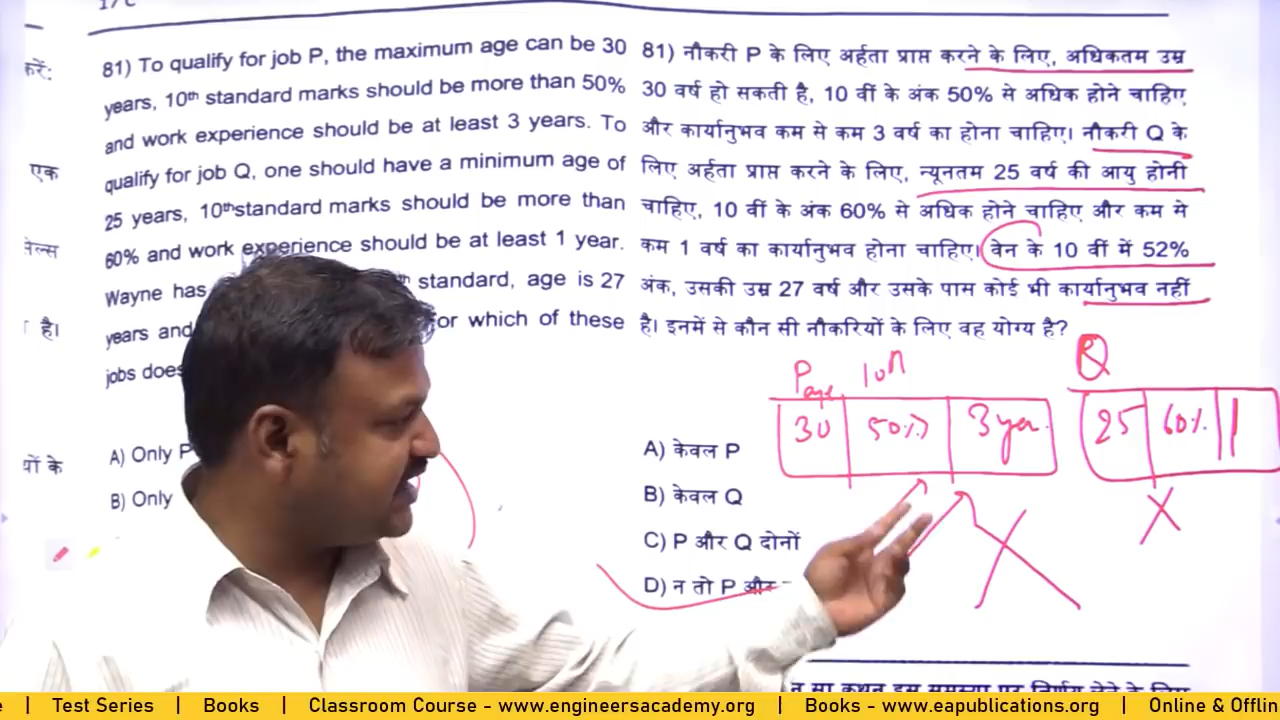 करें:
एक
है।
81) To qualify for job P, the maximum age can be 30
years, 10th standard marks should be more than 50%
and work experience should be at least 3 years. To
qualify for job Q, one should have a minimum age of
25 years, 10thstandard marks should be more than
60% and work experience should be at least 1 year.
Wayne has standard, age is 27
years and or which of these
jobs does
A) Only P
B) Only
81) नौकरी P के लिए अर्हता प्राप्त करने के लिए, अधिकतम उम्र
30 वर्ष हो सकती है, 10 वीं के अंक 50% से अधिक होने चाहिए
और कार्यानुभव कम से कम 3 वर्ष का होना चाहिए। नौकरी Q के
लिए अर्हता प्राप्त करने के लिए, न्यूनतम 25 वर्ष की आयु होनी
चाहिए, 10 वीं के अंक 60% से अधिक होने चाहिए और कम से
कम 1 वर्ष का कार्यानुभव होना चाहिए। वेन के 10 वीं में 52%
अंक, उसकी उम्र 27 वर्ष और उसके पास कोई भी कार्यानुभव नहीं
है। इनमें से कौन सी नौकरियों के लिए वह योग्य है?
P age 10th
30 50% 3 year
Q
25 60% 1
A) केवल P
B) केवल Q
C) P और Q दोनों
D) न तो P और
| Test Series | Books | Classroom Course - www.engineersacademy.org | Books - www.eapublications.org | Online & Offlin